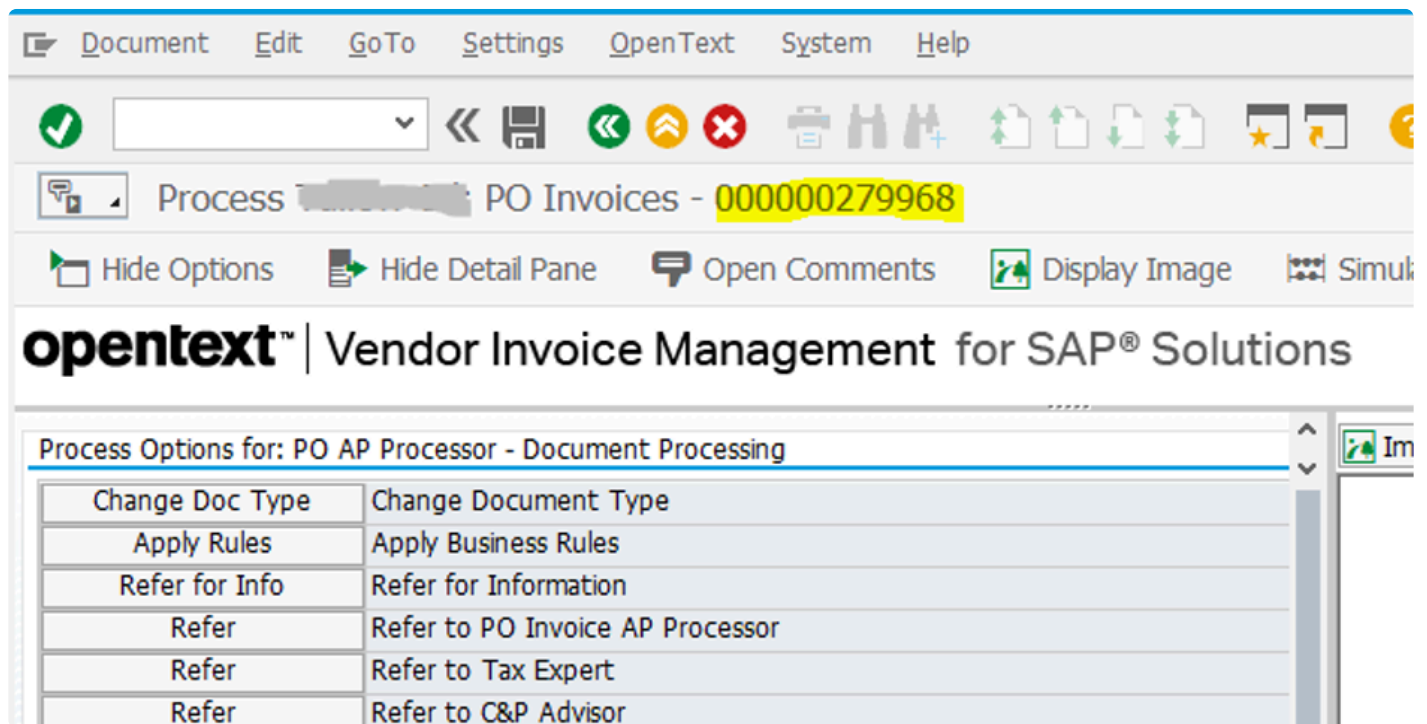 Document Edit GoTo Settings OpenText System Help
Process PO Invoices - 000000279968
Hide Options Hide Detail Pane Open Comments Display Image
opentext™ | Vendor Invoice Management for SAP® Solutions
Process Options for: PO AP Processor - Document Processing
Change Doc Type Change Document Type
Apply Rules Apply Business Rules
Refer for Info Refer for Information
Refer Refer to PO Invoice AP Processor
Refer Refer to Tax Expert
Refer Refer to C&P Advisor